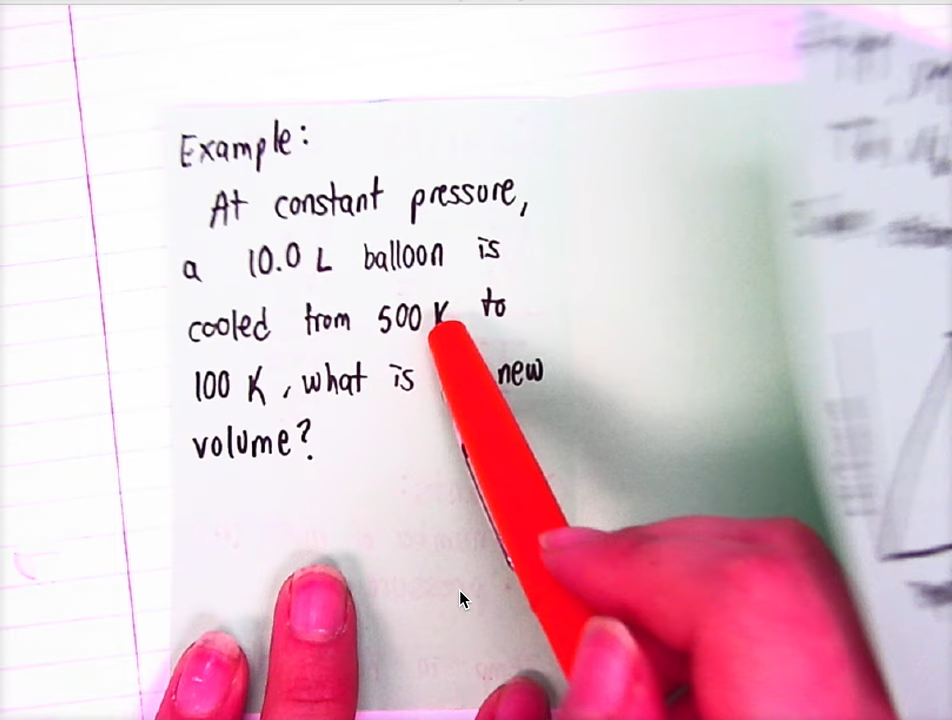 Example:
At constant pressure,
a 10.0 L balloon is
cooled from 500 K to
100 K, what is new
volume?